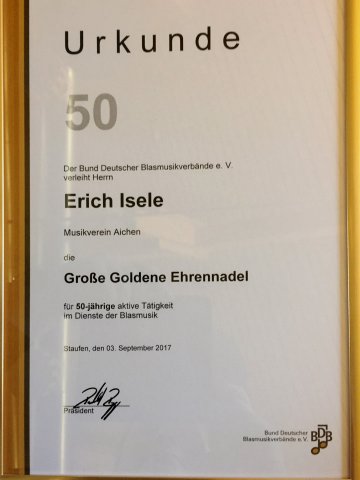 Urkunde
50
Der Bund Deutscher Blasmusikverbände e. V.
verleiht Herrn
Erich Isele
Musikverein Aichen
die
Große Goldene Ehrennadel
für 50-jährige aktive Tätigkeit
im Dienste der Blasmusik
Staufen, den 03. September 2017
Präsident
Bund Deutscher
Blasmusikverbände e.V.
BDB